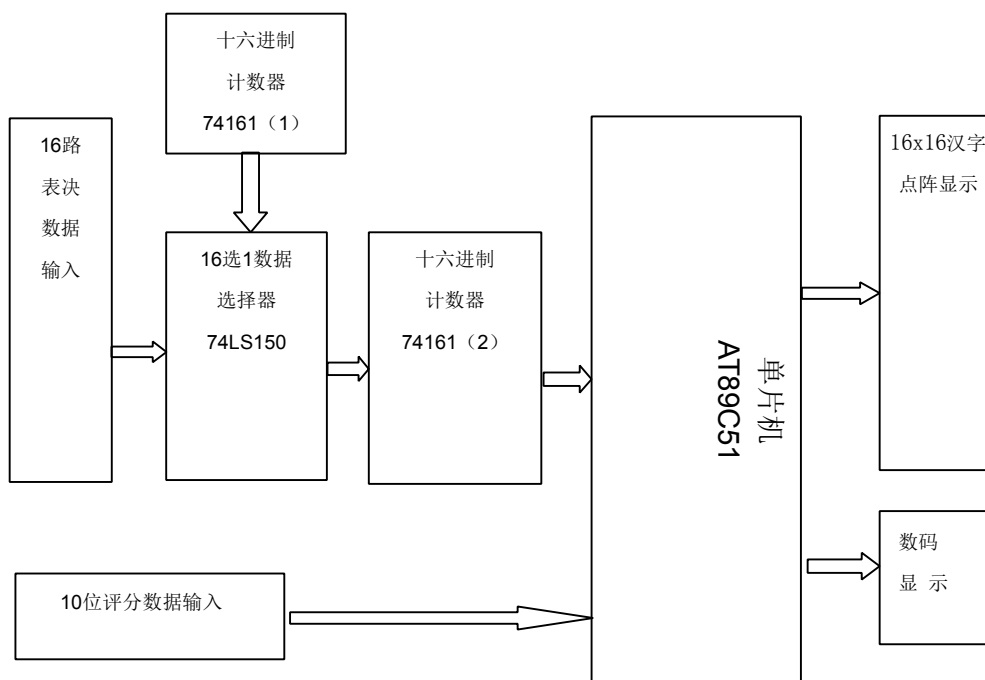 十六进制
计数器
74161（1）
16路
表决
数据
输入
16选1数据
选择器
74LS150
十六进制
计数器
74161（2）
单片机
AT89C51
16x16汉字
点阵显示
数码
显 示
10位评分数据输入